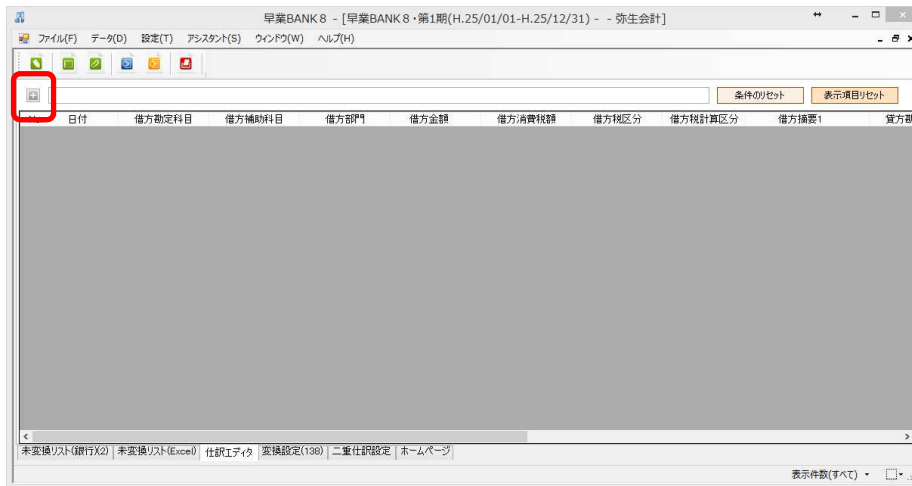 早業BANK8 - [早業BANK8・第1期(H.25/01/01-H.25/12/31) - - 弥生会計]
ファイル(F) データ(D) 設定(T) アシスタント(S) ウィンドウ(W) ヘルプ(H)
条件のリセット 表示項目リセット
日付 借方勘定科目 借方補助科目 借方部門 借方金額 借方消費税額 借方税区分 借方税計算区分 借方摘要1 貸方勘
未変換リスト(銀行)(2) 未変換リスト(Excel) 仕訳エディタ 変換設定(138) 二重仕訳設定 ホームページ
表示件数(すべて)